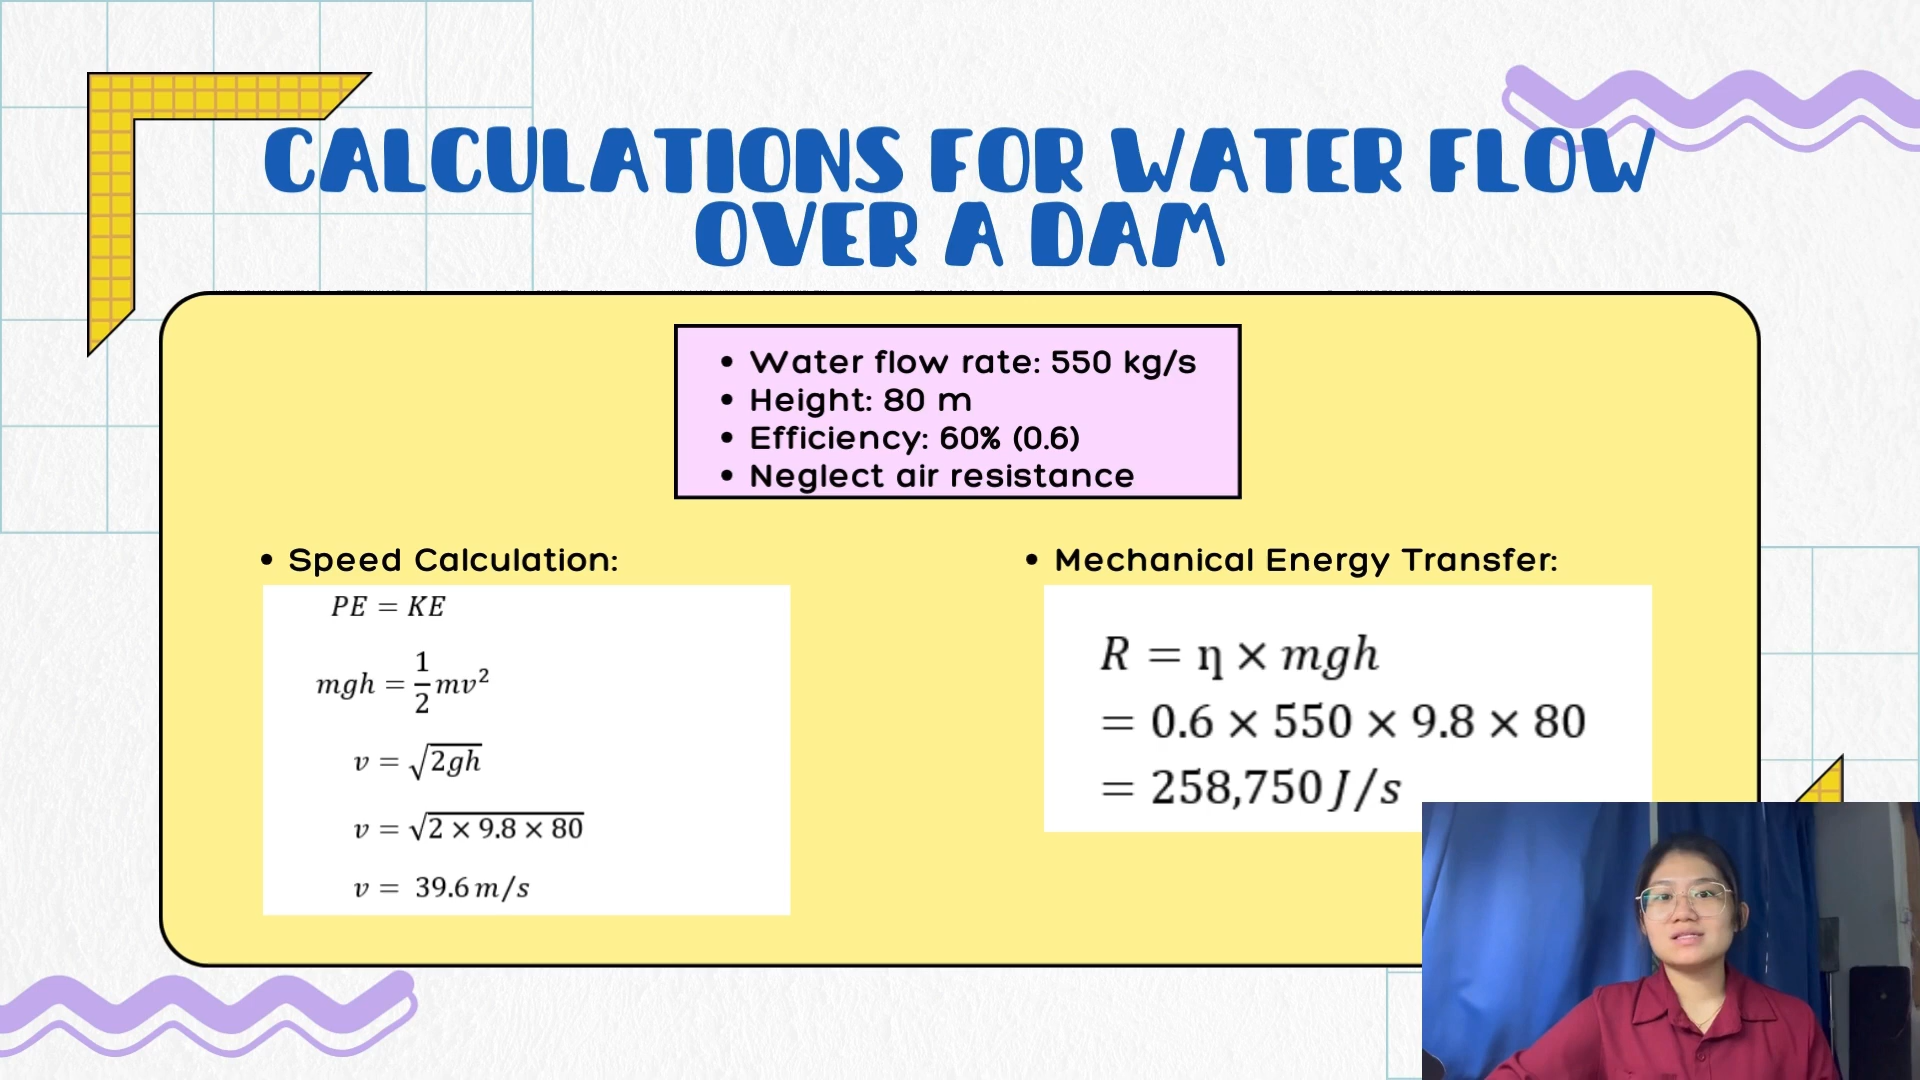 CALCULATIONS FOR WATER FLOW
OVER A DAM
• Water flow rate: 550 kg/s
• Height: 80 m
• Efficiency: 60% (0.6)
• Neglect air resistance
• Speed Calculation:
PE = KE
mgh = 1/2 mv²
v = √2gh
v = √2 × 9.8 × 80
v = 39.6 m/s
• Mechanical Energy Transfer:
R = η × mgh
= 0.6 × 550 × 9.8 × 80
= 258,750 J/s